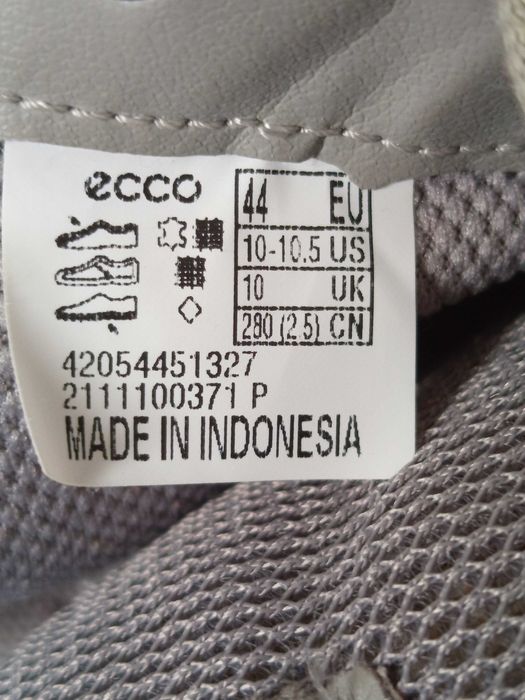 ecco
44 EU
10-10.5 US
10 UK
280 (2.5) CN
42054451327
2111100371 P
MADE IN INDONESIA